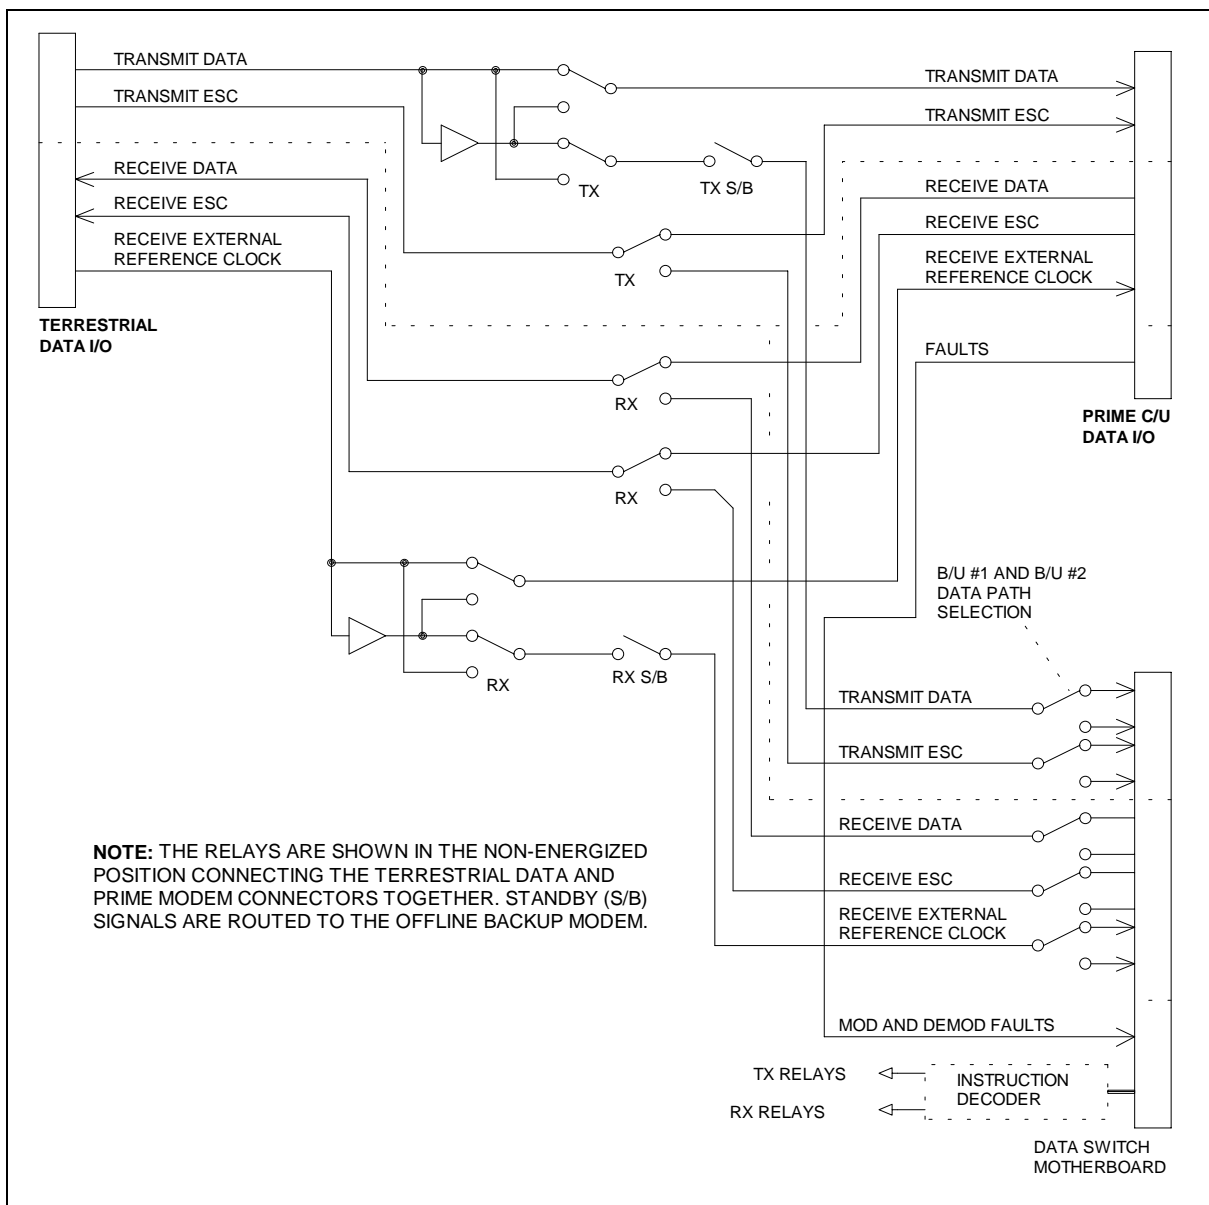 TRANSMIT DATA
TRANSMIT ESC
RECEIVE DATA
RECEIVE ESC
RECEIVE EXTERNAL
REFERENCE CLOCK
TERRESTRIAL
DATA I/O
TX
TX S/B
TX
RX
RX
RX
RX S/B
TRANSMIT DATA
TRANSMIT ESC
RECEIVE DATA
RECEIVE ESC
RECEIVE EXTERNAL
REFERENCE CLOCK
FAULTS
PRIME C/U
DATA I/O
B/U #1 AND B/U #2
DATA PATH
SELECTION
TRANSMIT DATA
TRANSMIT ESC
RECEIVE DATA
RECEIVE ESC
RECEIVE EXTERNAL
REFERENCE CLOCK
MOD AND DEMOD FAULTS
TX RELAYS
RX RELAYS
INSTRUCTION
DECODER
DATA SWITCH
MOTHERBOARD
NOTE: THE RELAYS ARE SHOWN IN THE NON-ENERGIZED
POSITION CONNECTING THE TERRESTRIAL DATA AND
PRIME MODEM CONNECTORS TOGETHER. STANDBY (S/B)
SIGNALS ARE ROUTED TO THE OFFLINE BACKUP MODEM.